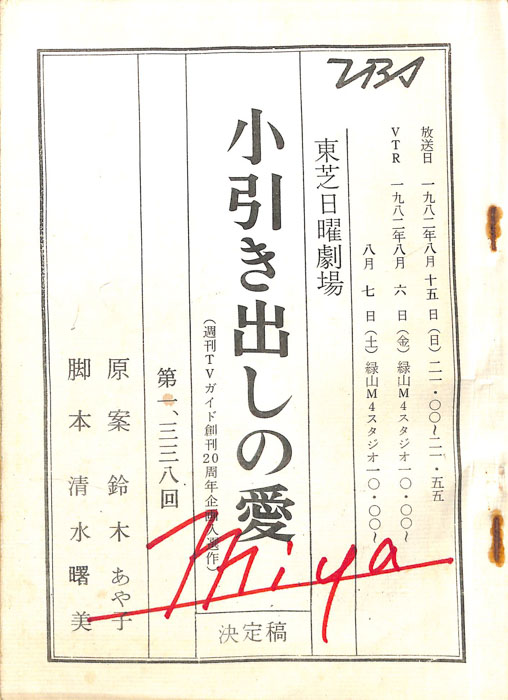 TBS
放送日 一九八二年八月十五日(日)二一・〇〇~二一・五五
VTR 一九八二年八月 六 日(金)緑山M4スタジオ一〇・〇〇~
八月 七 日(土)緑山M4スタジオ一〇・〇〇~
東芝日曜劇場
小引き出しの愛
(週刊TVガイド創刊20周年企画入選作)
第一、三三八回
原案 鈴木あや子
脚本 清水曙美
決定稿
Miya